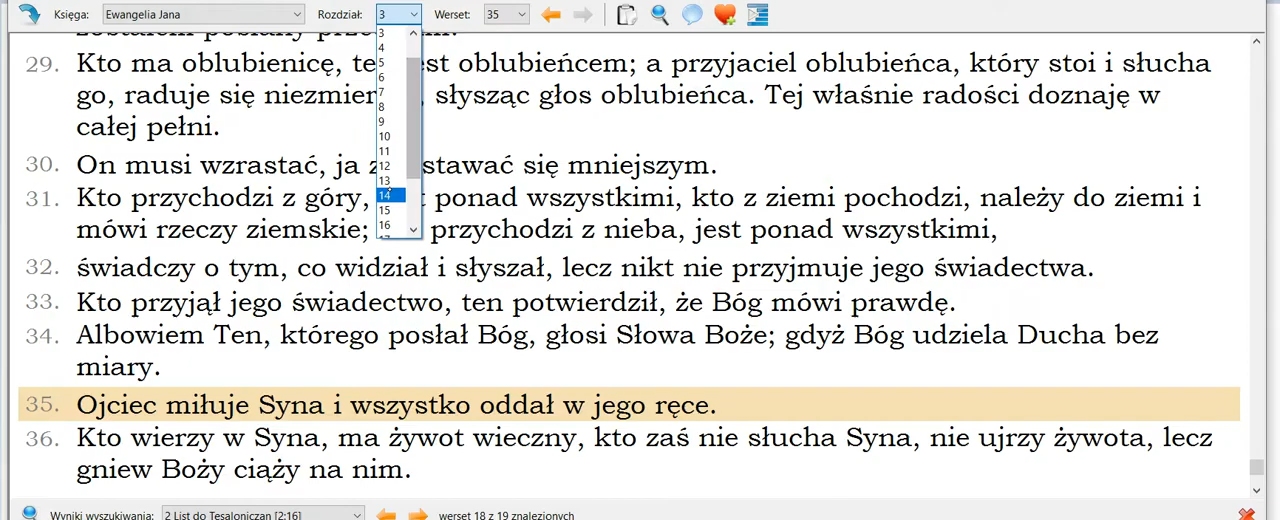 Księga: Ewangelia Jana Rozdział: 3 Werset: 35
3
4
5
6
7
8
9
10
11
12
13
14
15
16
29. Kto ma oblubienicę, jest oblubieńcem; a przyjaciel oblubieńca, który stoi i słucha
go, raduje się słysząc głos oblubieńca. Tej właśnie radości doznaję w
całej pełni.
30. On musi wzrastać, ja stawać się mniejszym.
31. Kto przychodzi z góry, ponad wszystkimi, kto z ziemi pochodzi, należy do ziemi i
mówi rzeczy ziemskie; przychodzi z nieba, jest ponad wszystkimi,
32. świadczy o tym, co widział i słyszał, lecz nikt nie przyjmuje jego świadectwa.
33. Kto przyjął jego świadectwo, ten potwierdził, że Bóg mówi prawdę.
34. Albowiem Ten, którego posłał Bóg, głosi Słowa Boże; gdyż Bóg udziela Ducha bez
miary.
35. Ojciec miłuje Syna i wszystko oddał w jego ręce.
36. Kto wierzy w Syna, ma żywot wieczny, kto zaś nie słucha Syna, nie ujrzy żywota, lecz
gniew Boży ciąży na nim.
Wyniki wyszukiwania: 2 List do Tesaloniczan [2:16] werset 18 z 19 znalezionych